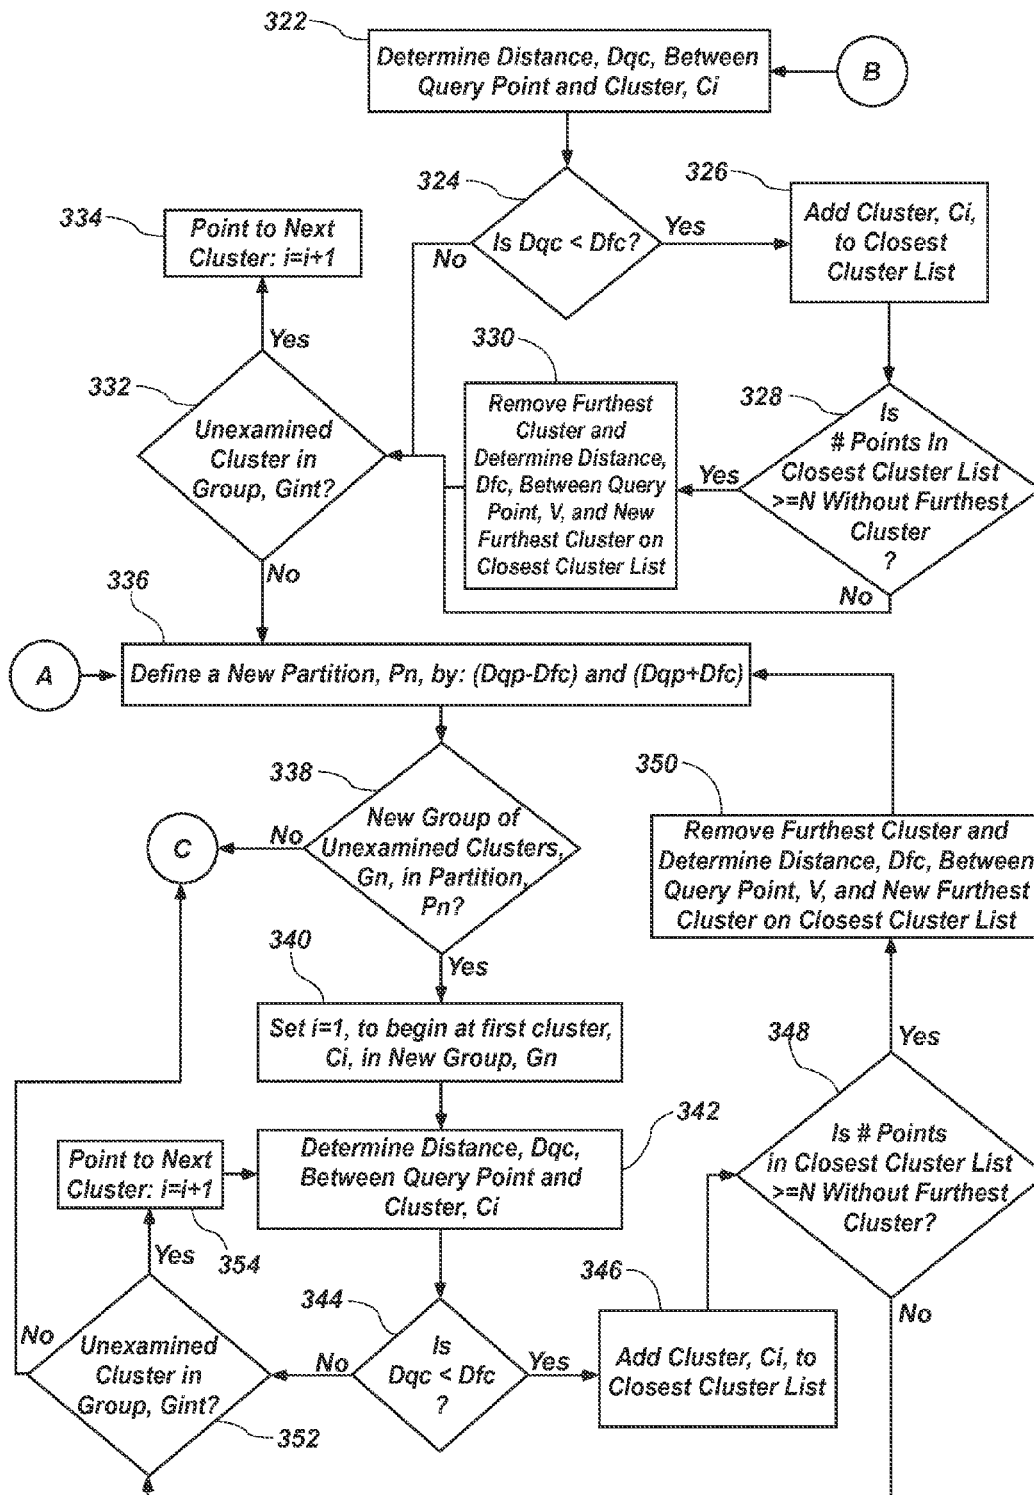 322
Determine Distance, Dqc, Between
Query Point and Cluster, Ci
B
324
Is Dqc < Dfc?
Yes
No
326
Add Cluster, Ci,
to Closest
Cluster List
334
Point to Next
Cluster: i=i+1
Yes
332
Unexamined
Cluster in
Group, Gint?
No
330
Remove Furthest
Cluster and
Determine Distance,
Dfc, Between Query
Point, V, and New
Furthest Cluster on
Closest Cluster List
328
Is
# Points In
Closest Cluster List
>=N Without Furthest
Cluster
?
Yes
No
336
A
Define a New Partition, Pn, by: (Dqp-Dfc) and (Dqp+Dfc)
338
New Group of
Unexamined Clusters,
Gn, in Partition,
Pn?
No
C
Yes
350
Remove Furthest Cluster and
Determine Distance, Dfc, Between
Query Point, V, and New Furthest
Cluster on Closest Cluster List
340
Set i=1, to begin at first cluster,
Ci, in New Group, Gn
342
Determine Distance, Dqc,
Between Query Point and
Cluster, Ci
348
Yes
Is # Points
in Closest Cluster List
>=N Without Furthest
Cluster?
No
Point to Next
Cluster: i=i+1
354
Yes
344
Is
Dqc < Dfc
?
No
Yes
346
Add Cluster, Ci, to
Closest Cluster List
No
Unexamined
Cluster in
Group, Gint?
352